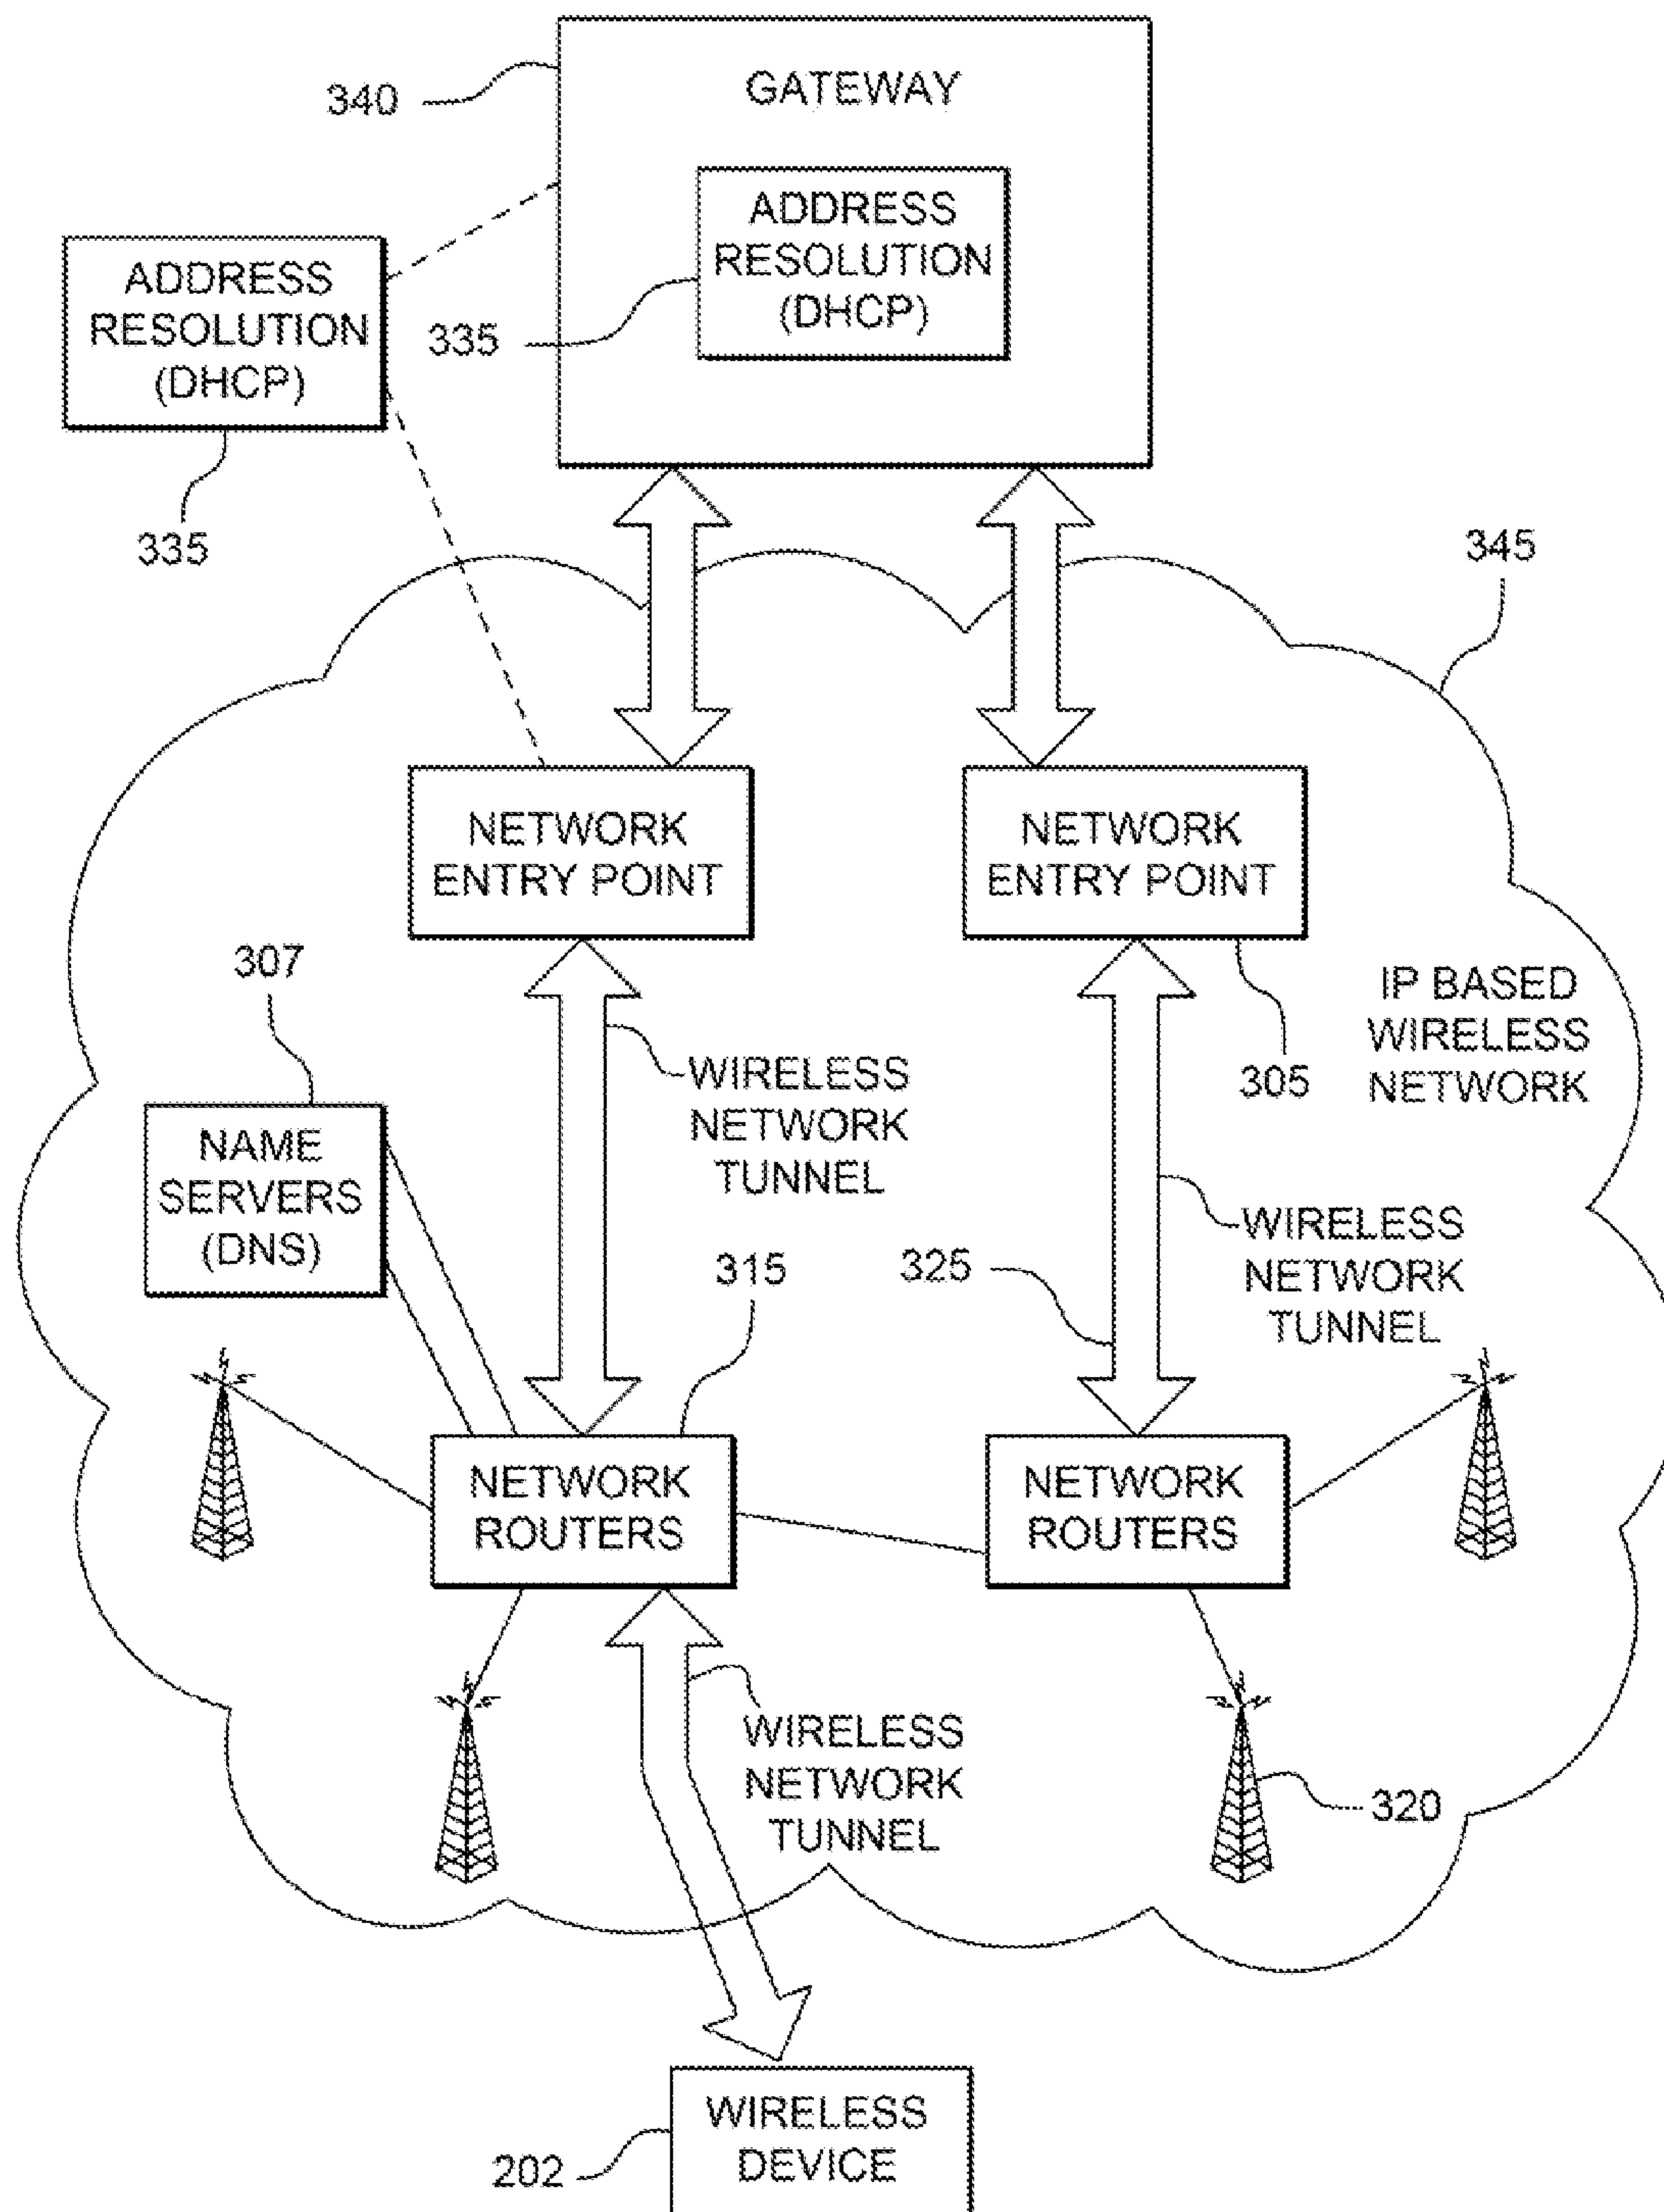 340
GATEWAY
ADDRESS
RESOLUTION
(DHCP)
335
ADDRESS
RESOLUTION
(DHCP)
335
345
NETWORK
ENTRY POINT
NETWORK
ENTRY POINT
305
IP BASED
WIRELESS
NETWORK
307
NAME
SERVERS
(DNS)
WIRELESS
NETWORK
TUNNEL
315
325
WIRELESS
NETWORK
TUNNEL
NETWORK
ROUTERS
NETWORK
ROUTERS
WIRELESS
NETWORK
TUNNEL
320
202
WIRELESS
DEVICE